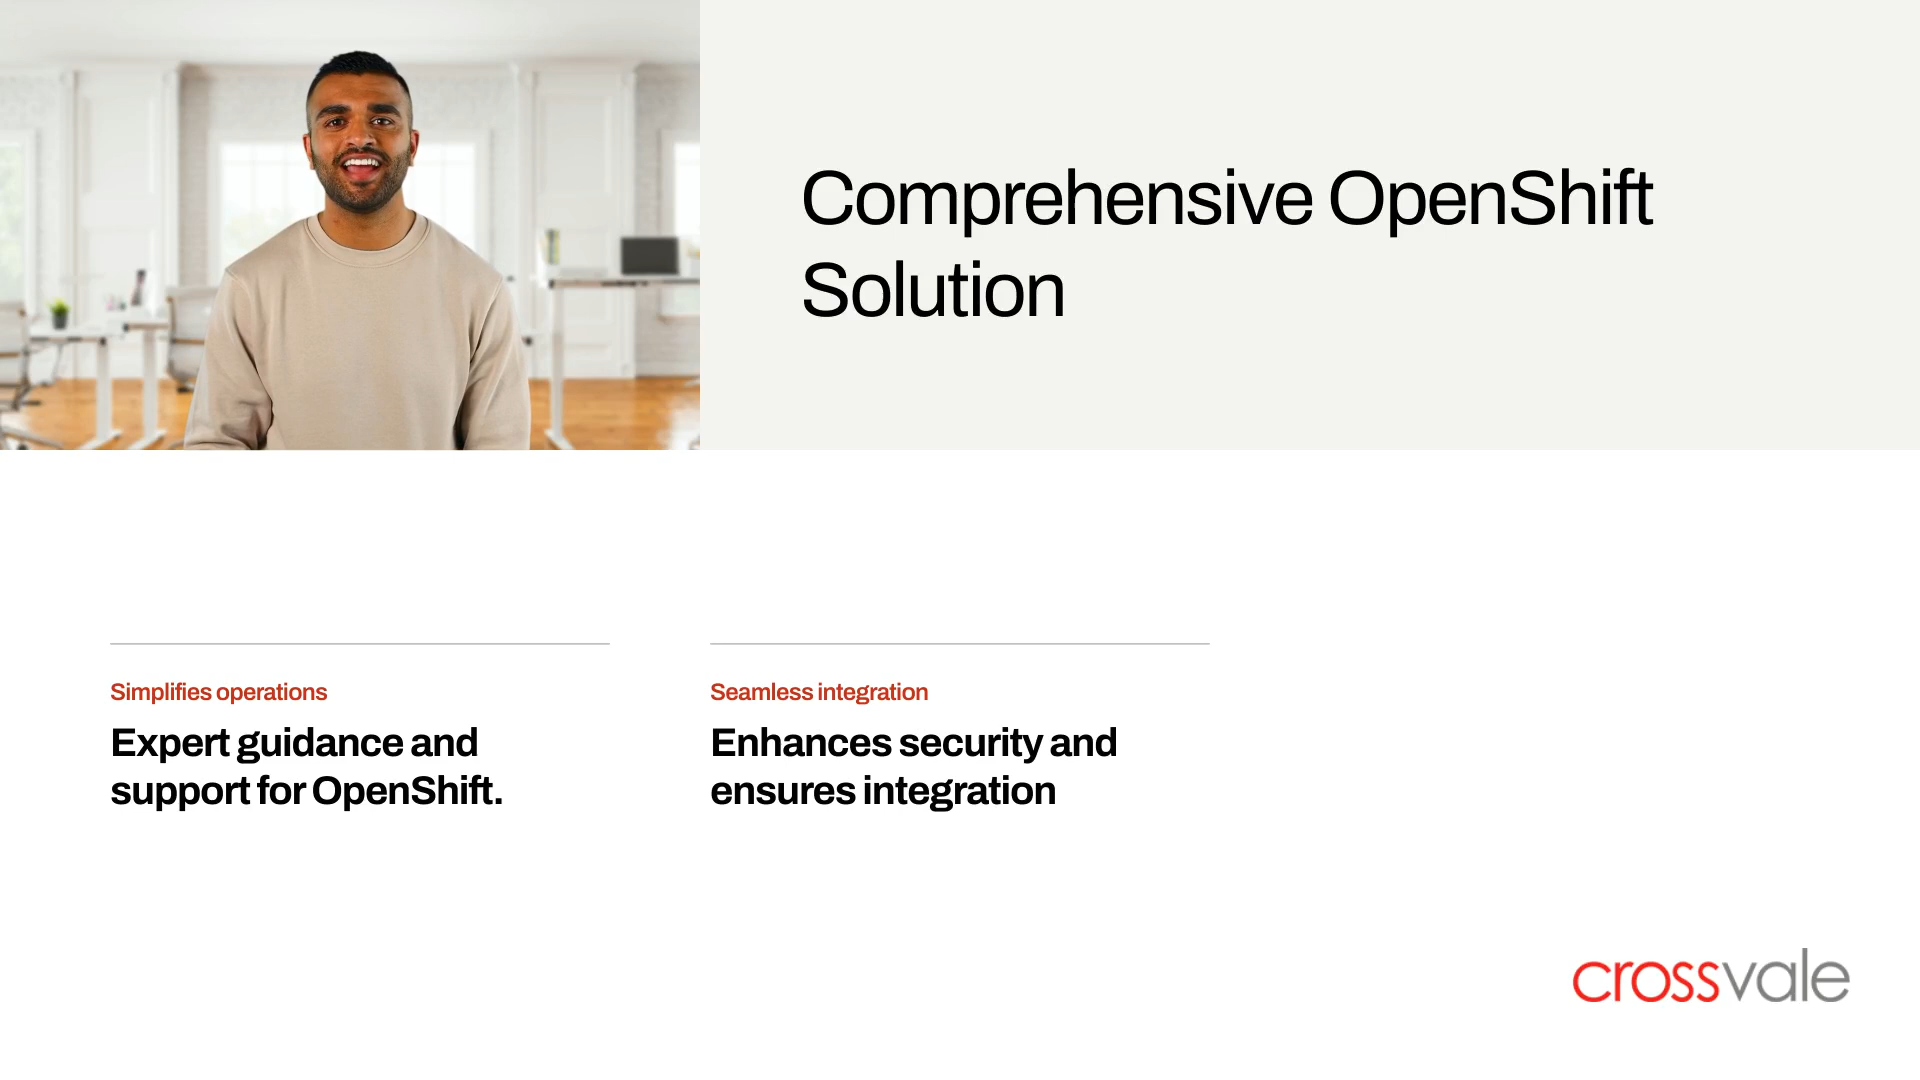 Comprehensive OpenShift
Solution
Simplifies operations
Expert guidance and
support for OpenShift.
Seamless integration
Enhances security and
ensures integration
crossvale